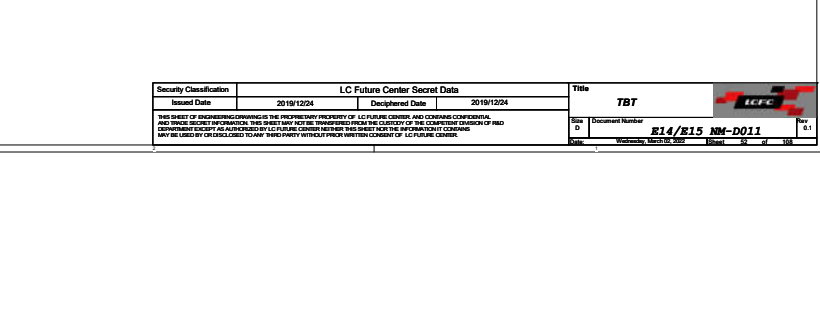 Security Classification
LC Future Center Secret Data
Issued Date
2019/12/24
Deciphered Date
2019/12/24
THIS SHEET OF ENGINEERING DRAWING IS THE PROPRIETARY PROPERTY OF LC FUTURE CENTER. AND CONTAINS CONFIDENTIAL
AND TRADE SECRET INFORMATION. THIS SHEET MAY NOT BE TRANSFERED FROM THE CUSTODY OF THE COMPETENT DIVISION OF R&D
DEPARTMENT EXCEPT AS AUTHORIZED BY LC FUTURE CENTER NEITHER THIS SHEET NOR THE INFORMATION IT CONTAINS
MAY BE USED BY OR DISCLOSED TO ANY THIRD PARTY WITHOUT PRIOR WRITTEN CONSENT OF LC FUTURE CENTER.
Title
TBT
LCFC
Size
D
Document Number
E14/E15 NM-D011
Rev
0.1
Date: Wednesday, March 02, 2022 Sheet 52 of 108
2 1